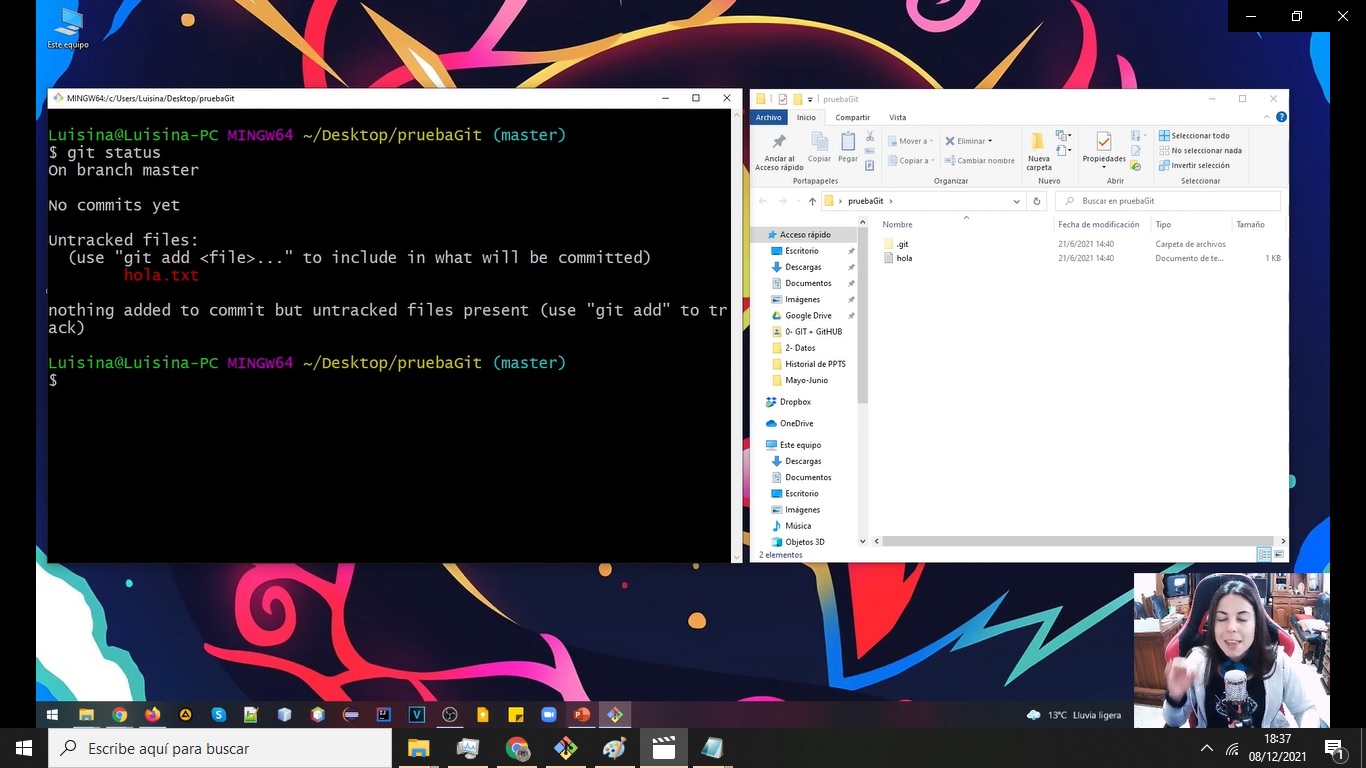 Este equipo
MINGW64:/c/Users/Luisina/Desktop/pruebaGit
Luisina@Luisina-PC MINGW64 ~/Desktop/pruebaGit (master)
$ git status
On branch master
No commits yet
Untracked files:
(use "git add <file>..." to include in what will be committed)
hola.txt
nothing added to commit but untracked files present (use "git add" to tr
ack)
Luisina@Luisina-PC MINGW64 ~/Desktop/pruebaGit (master)
$
pruebaGit
Archivo Inicio Compartir Vista
Anclar al
Acceso rápido
Copiar
Pegar
Portapapeles
Mover a
Copiar a
Eliminar
Cambiar nombre
Organizar
Nueva
carpeta
Nuevo
Propiedades
Abrir
Seleccionar todo
No seleccionar nada
Invertir selección
Seleccionar
pruebaGit
Buscar en pruebaGit
Acceso rápido
Escritorio
Descargas
Documentos
Imágenes
Google Drive
0- GIT + GitHUB
2- Datos
Historial de PPTS
Mayo-Junio
Dropbox
OneDrive
Este equipo
Descargas
Documentos
Escritorio
Imágenes
Música
Objetos 3D
Nombre Fecha de modificación Tipo Tamaño
.git 21/6/2021 14:40 Carpeta de archivos
hola 21/6/2021 14:40 Documento de te... 1 KB
2 elementos
13°C Lluvia ligera
Escribe aquí para buscar
18:37
08/12/2021
1